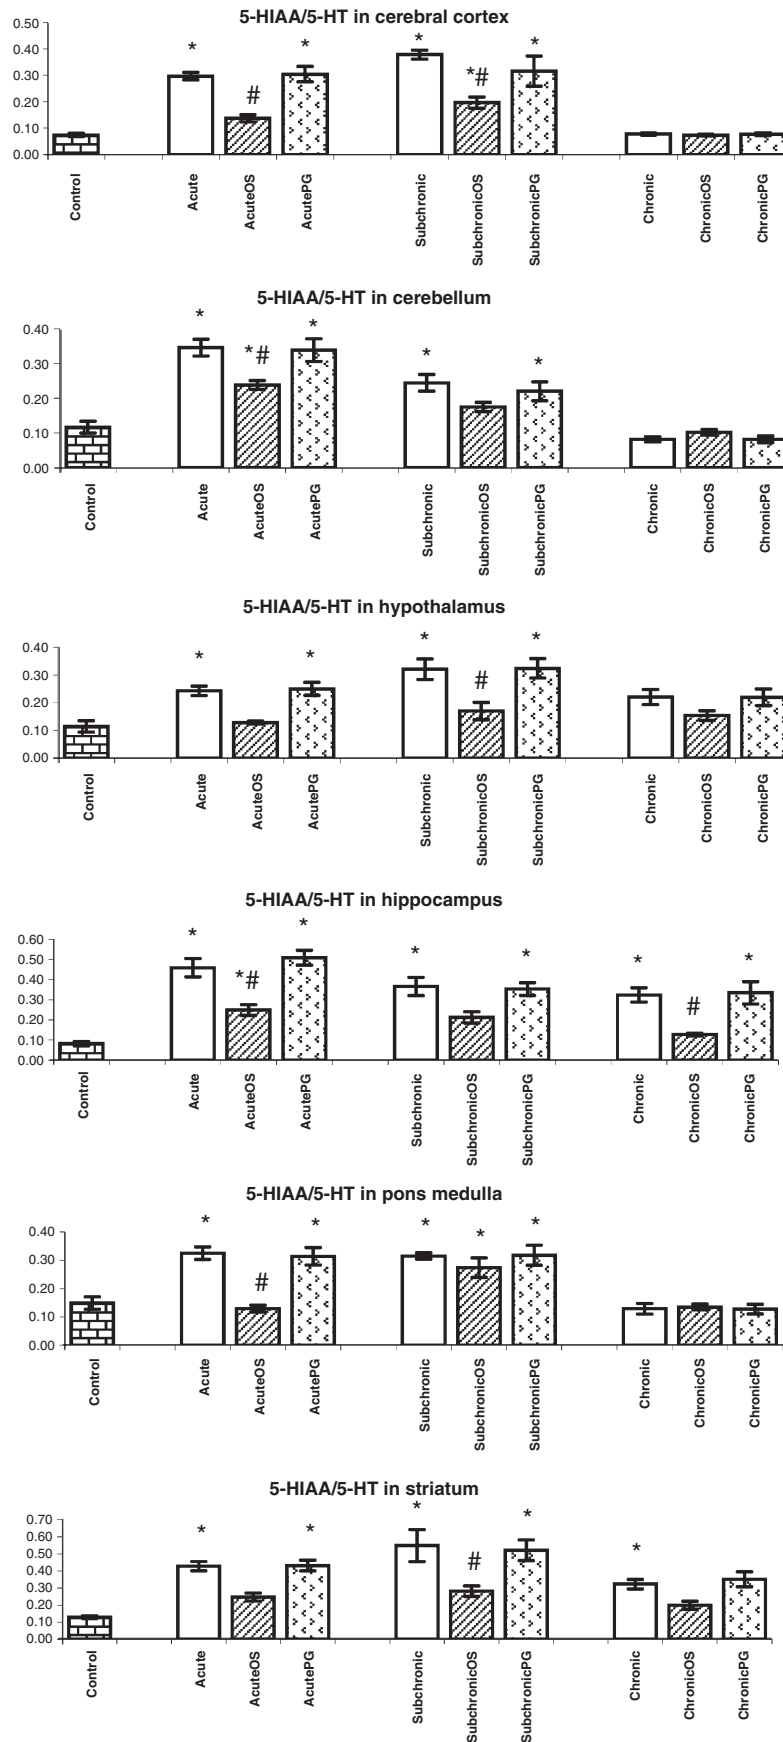 5-HIAA/5-HT in cerebral cortex
0.50
0.40
0.30
0.20
0.10
0.00
* # * * *# *
Control Acute AcuteOS AcutePG Subchronic SubchronicOS SubchronicPG Chronic ChronicOS ChronicPG
5-HIAA/5-HT in cerebellum
0.40
0.30
0.20
0.10
0.00
* *# * * *
Control Acute AcuteOS AcutePG Subchronic SubchronicOS SubchronicPG Chronic ChronicOS ChronicPG
5-HIAA/5-HT in hypothalamus
0.40
0.30
0.20
0.10
0.00
* * * # *
Control Acute AcuteOS AcutePG Subchronic SubchronicOS SubchronicPG Chronic ChronicOS ChronicPG
5-HIAA/5-HT in hippocampus
0.60
0.50
0.40
0.30
0.20
0.10
0.00
* *# * * * * # *
Control Acute AcuteOS AcutePG Subchronic SubchronicOS SubchronicPG Chronic ChronicOS ChronicPG
5-HIAA/5-HT in pons medulla
0.40
0.30
0.20
0.10
0.00
* # * * * *
Control Acute AcuteOS AcutePG Subchronic SubchronicOS SubchronicPG Chronic ChronicOS ChronicPG
5-HIAA/5-HT in striatum
0.70
0.60
0.50
0.40
0.30
0.20
0.10
0.00
* * * # * *
Control Acute AcuteOS AcutePG Subchronic SubchronicOS SubchronicPG Chronic ChronicOS ChronicPG